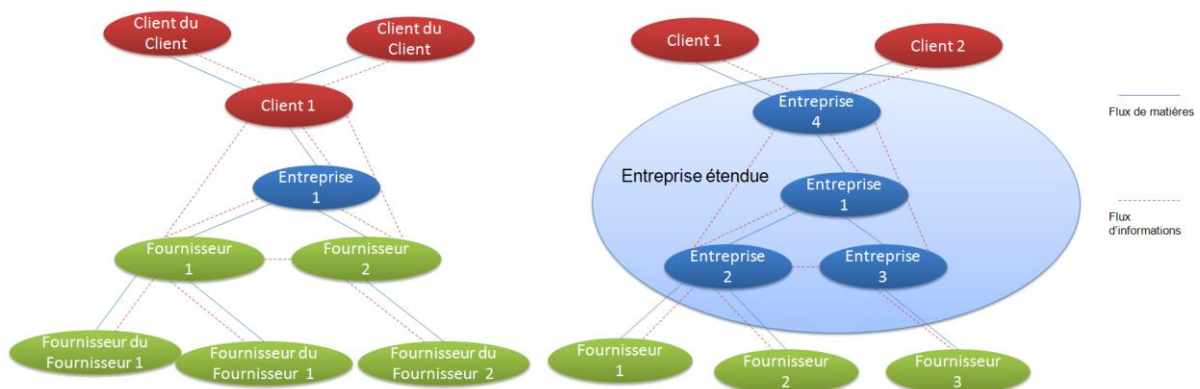 Client du
Client
Client du
Client
Client 1
Entreprise
1
Fournisseur
1
Fournisseur
2
Fournisseur du
Fournisseur 1
Fournisseur du
Fournisseur 1
Fournisseur du
Fournisseur 2
Client 1
Client 2
Entreprise
4
Entreprise étendue
Entreprise
1
Entreprise
2
Entreprise
3
Fournisseur
1
Fournisseur
2
Fournisseur
3
Flux de matières
Flux
d'informations